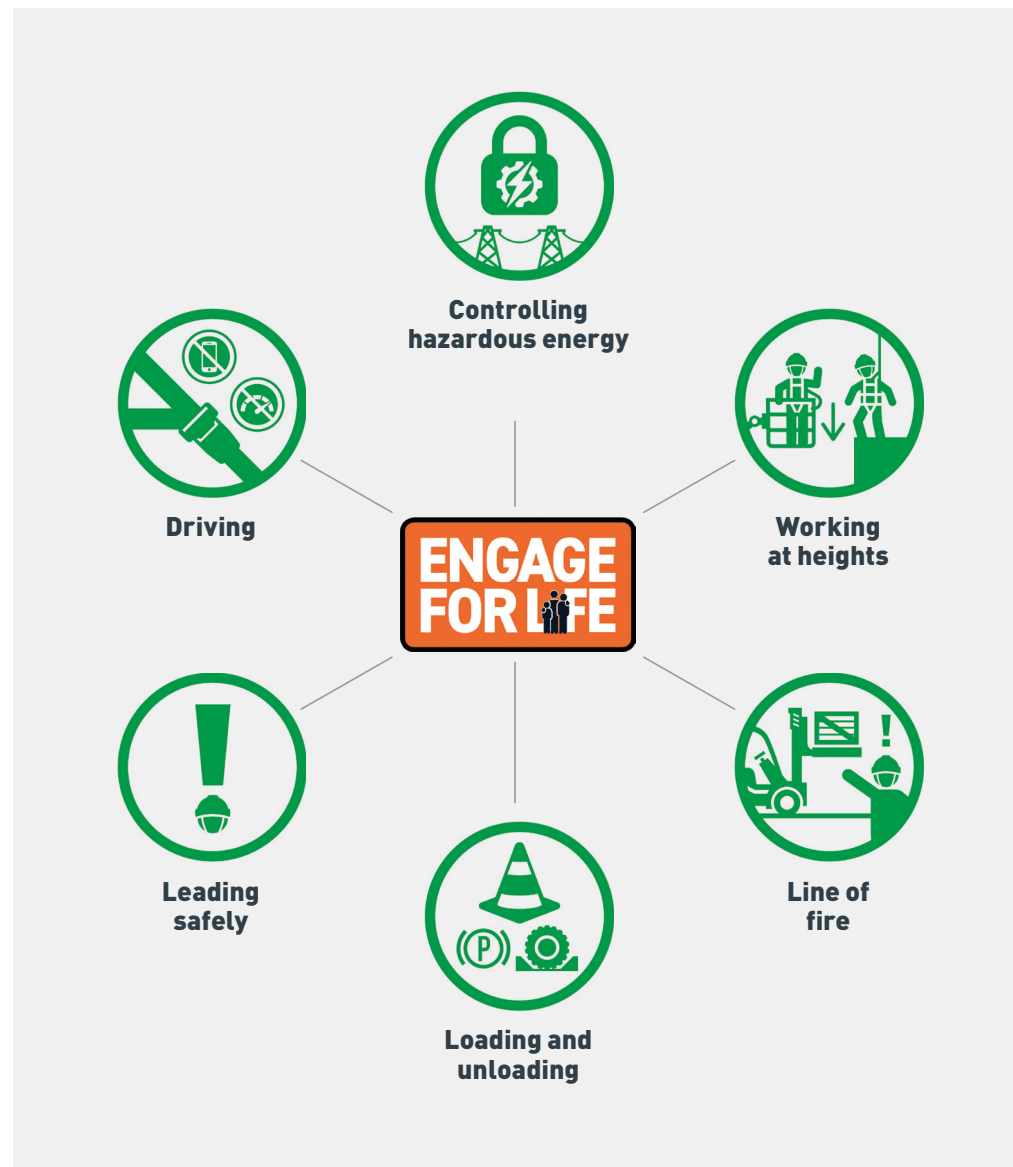 Controlling
hazardous energy
Driving
Working
at heights
ENGAGE
FOR LIFE
Leading
safely
Line of
fire
P
Loading and
unloading